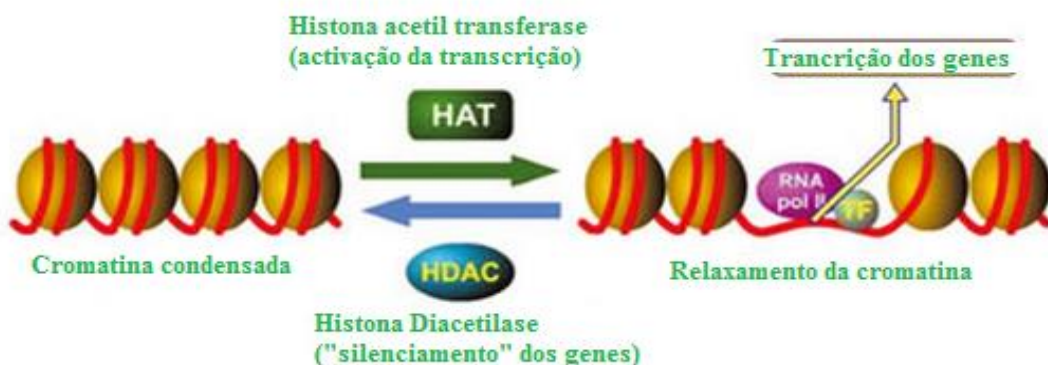 Histona acetil transferase
(activação da transcrição)
Trancrição dos genes
HAT
RNA
pol II
TF
Cromatina condensada
HDAC
Relaxamento da cromatina
Histona Diacetilase
("silenciamento" dos genes)